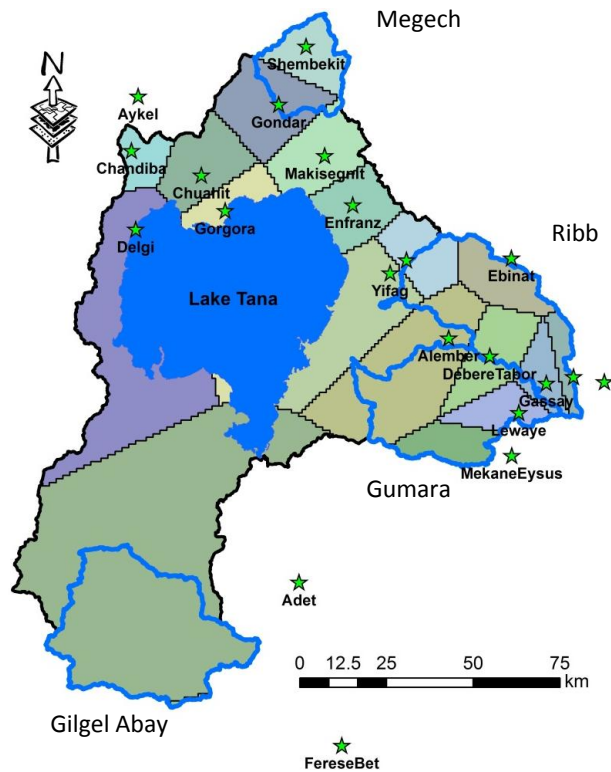 Megech
N
Shembekit
Aykel
Gondar
Chandiba
Makisegnit
Chuahit
Enfranz
Gorgora
Ribb
Delgi
Ebinat
Yifag
Lake Tana
Alember
DebereTabor
Gassay
Lewaye
MekaneEysus
Gumara
Adet
0 12.5 25 50 75
km
Gilgel Abay
FereseBet